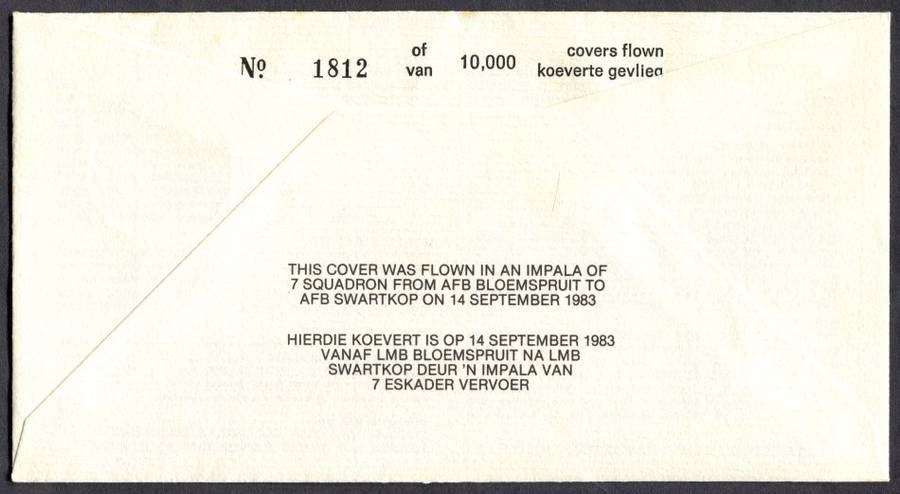 of covers flown
No. 1812 10,000
van koeverte gevlieg
THIS COVER WAS FLOWN IN AN IMPALA OF
7 SQUADRON FROM AFB BLOEMSPRUIT TO
AFB SWARTKOP ON 14 SEPTEMBER 1983
HIERDIE KOEVERT IS OP 14 SEPTEMBER 1983
VANAF LMB BLOEMSPRUIT NA LMB
SWARTKOP DEUR 'N IMPALA VAN
7 ESKADER VERVOER